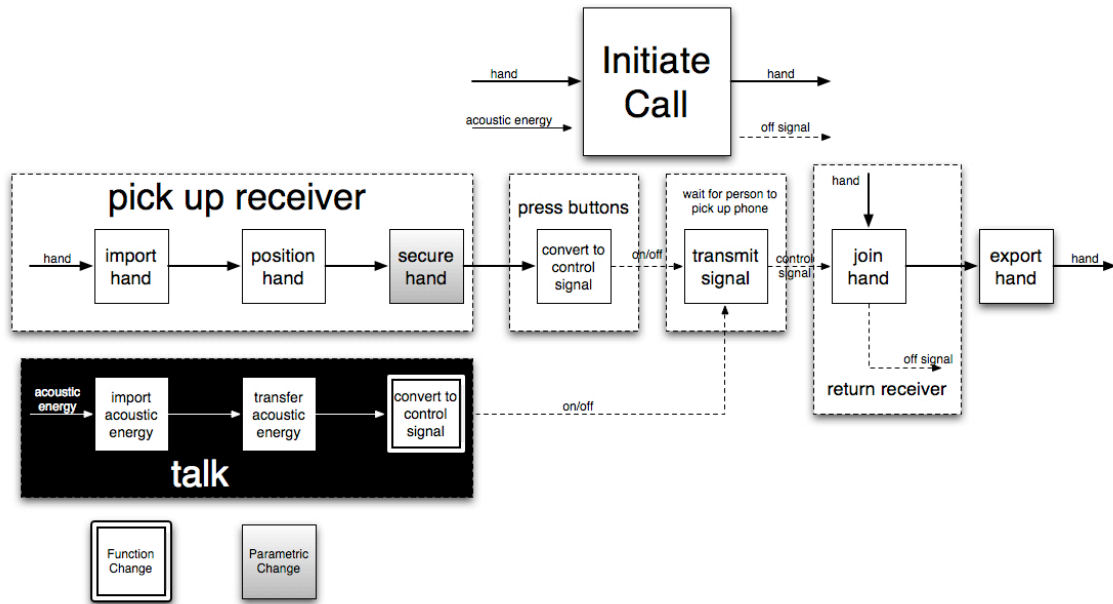 hand
Initiate
Call
hand
acoustic energy
off signal
pick up receiver
hand
import
hand
position
hand
secure
hand
press buttons
convert to
control
signal
on/off
wait for person to
pick up phone
transmit
signal
control
signal
hand
join
hand
off signal
return receiver
export
hand
hand
acoustic
energy
import
acoustic
energy
transfer
acoustic
energy
convert to
control
signal
on/off
talk
Function
Change
Parametric
Change